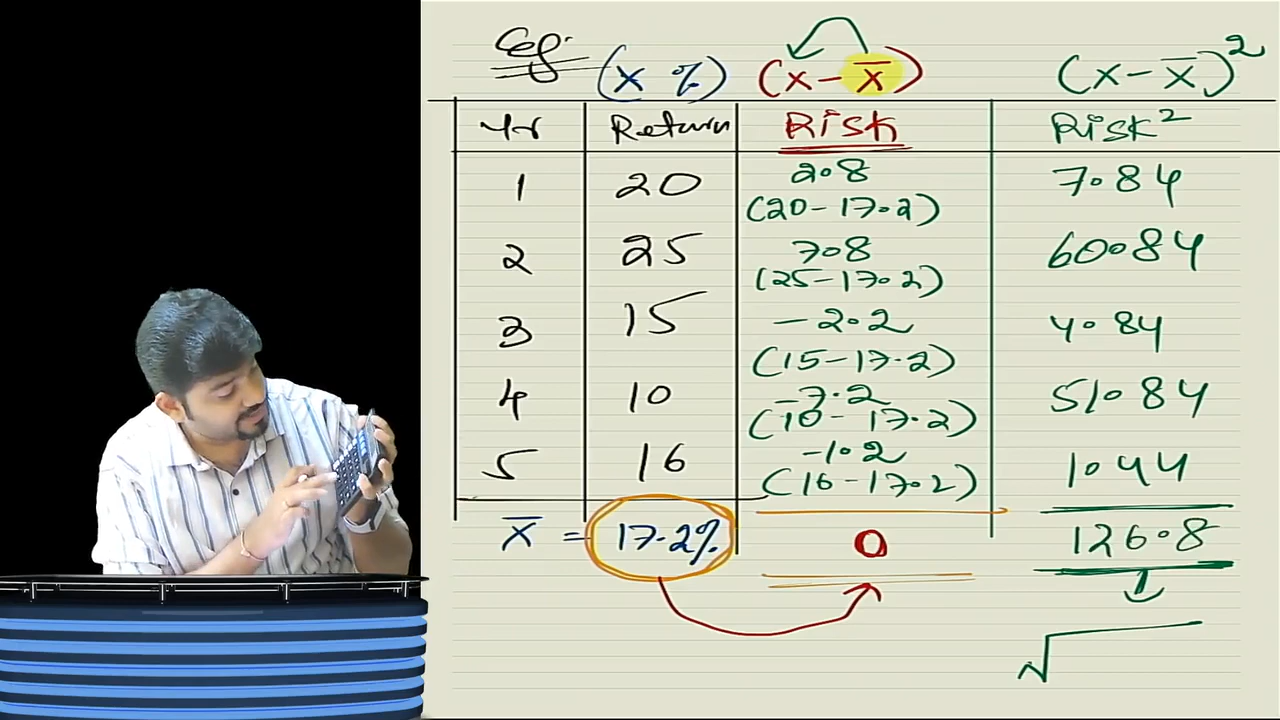 Eg:
(x %) (x - x̄) (x - x̄)²
Yr Return Risk Risk²
1 20 2.8 7.84
(20 - 17.2)
2 25 7.8 60.84
(25 - 17.2)
3 15 -2.2 4.84
(15 - 17.2)
4 10 -7.2 51.84
(10 - 17.2)
5 16 -1.2 1.44
(16 - 17.2)
x̄ = 17.2% 0 126.8
√